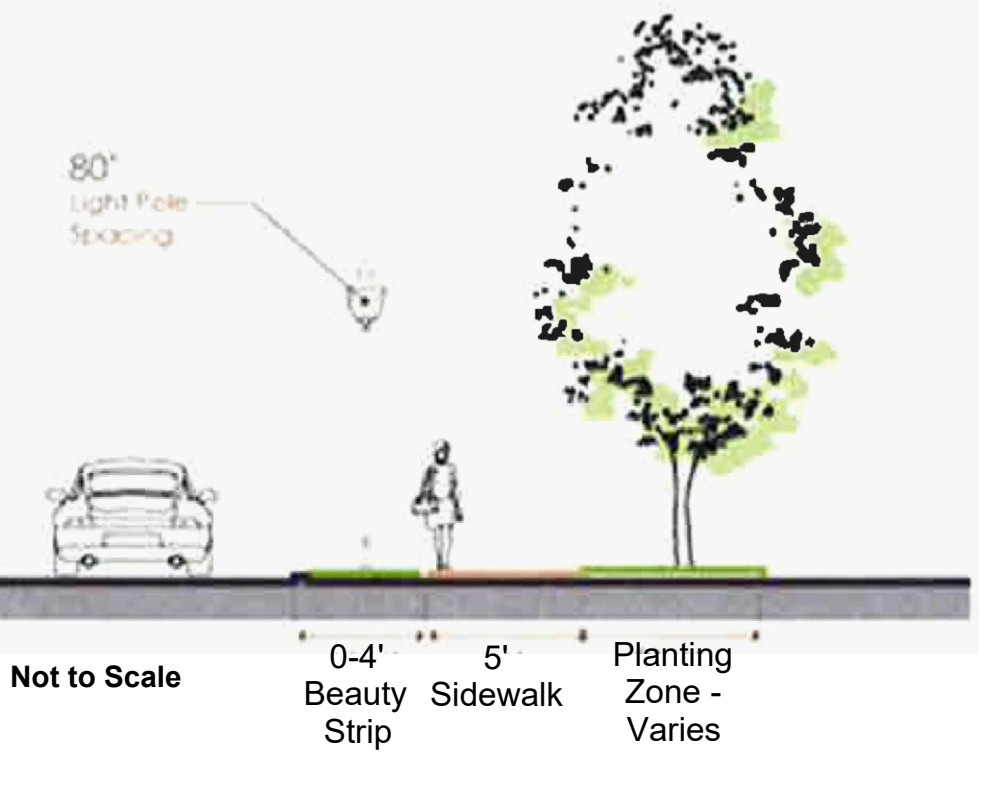 80'
Light Pole
Spacing
Not to Scale
0-4'
Beauty
Strip
5'
Sidewalk
Planting
Zone -
Varies